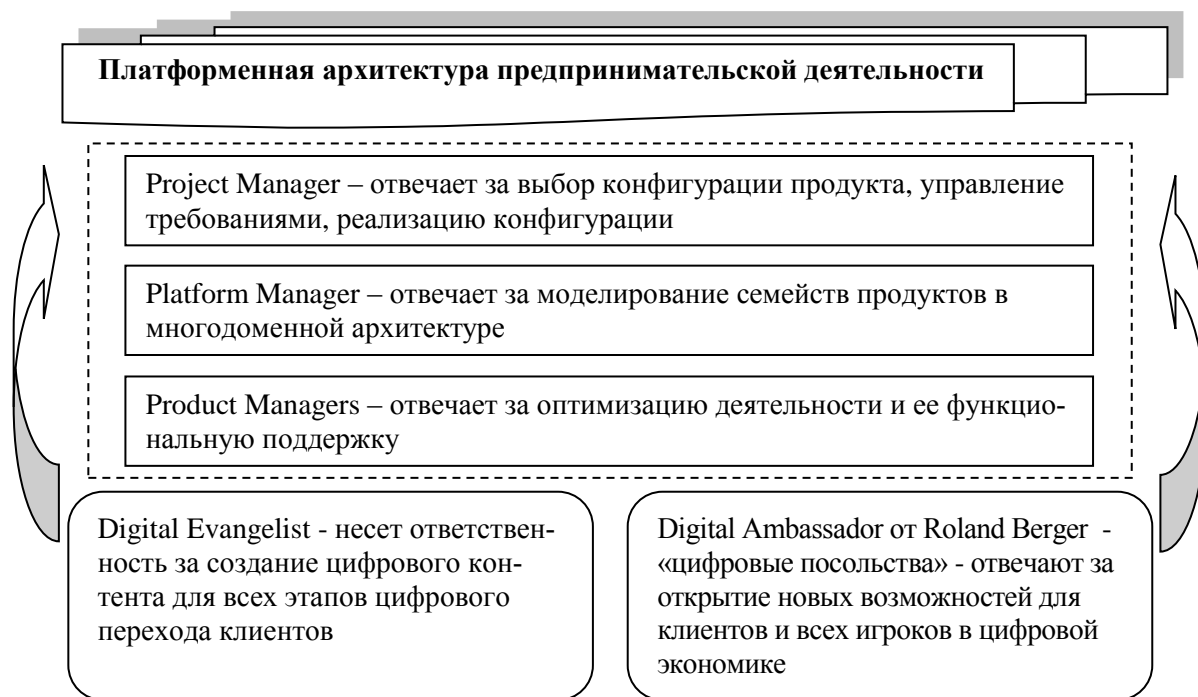 Платформенная архитектура предпринимательской деятельности
Project Manager – отвечает за выбор конфигурации продукта, управление
требованиями, реализацию конфигурации
Platform Manager – отвечает за моделирование семейств продуктов в
многодоменной архитектуре
Product Managers – отвечает за оптимизацию деятельности и ее функцио-
нальную поддержку
Digital Evangelist - несет ответствен-
ность за создание цифрового кон-
тента для всех этапов цифрового
перехода клиентов
Digital Ambassador от Roland Berger -
«цифровые посольства» - отвечают за
открытие новых возможностей для
клиентов и всех игроков в цифровой
экономике